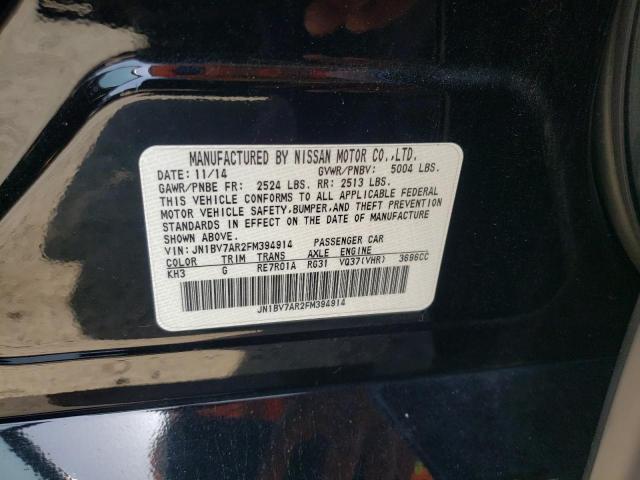 MANUFACTURED BY NISSAN MOTOR CO.,LTD.
DATE: 11/14 GVWR/PNBV: 5004 LBS.
GAWR/PNBE FR: 2524 LBS. RR: 2513 LBS.
THIS VEHICLE CONFORMS TO ALL APPLICABLE FEDERAL
MOTOR VEHICLE SAFETY, BUMPER, AND THEFT PREVENTION
STANDARDS IN EFFECT ON THE DATE OF MANUFACTURE
SHOWN ABOVE.
VIN: JN1BV7AR2FM394914 PASSENGER CAR
COLOR TRIM TRANS AXLE ENGINE
KH3 G RE7R01A RG31 VQ37(VHR) 3696CC
JN1BV7AR2FM394914